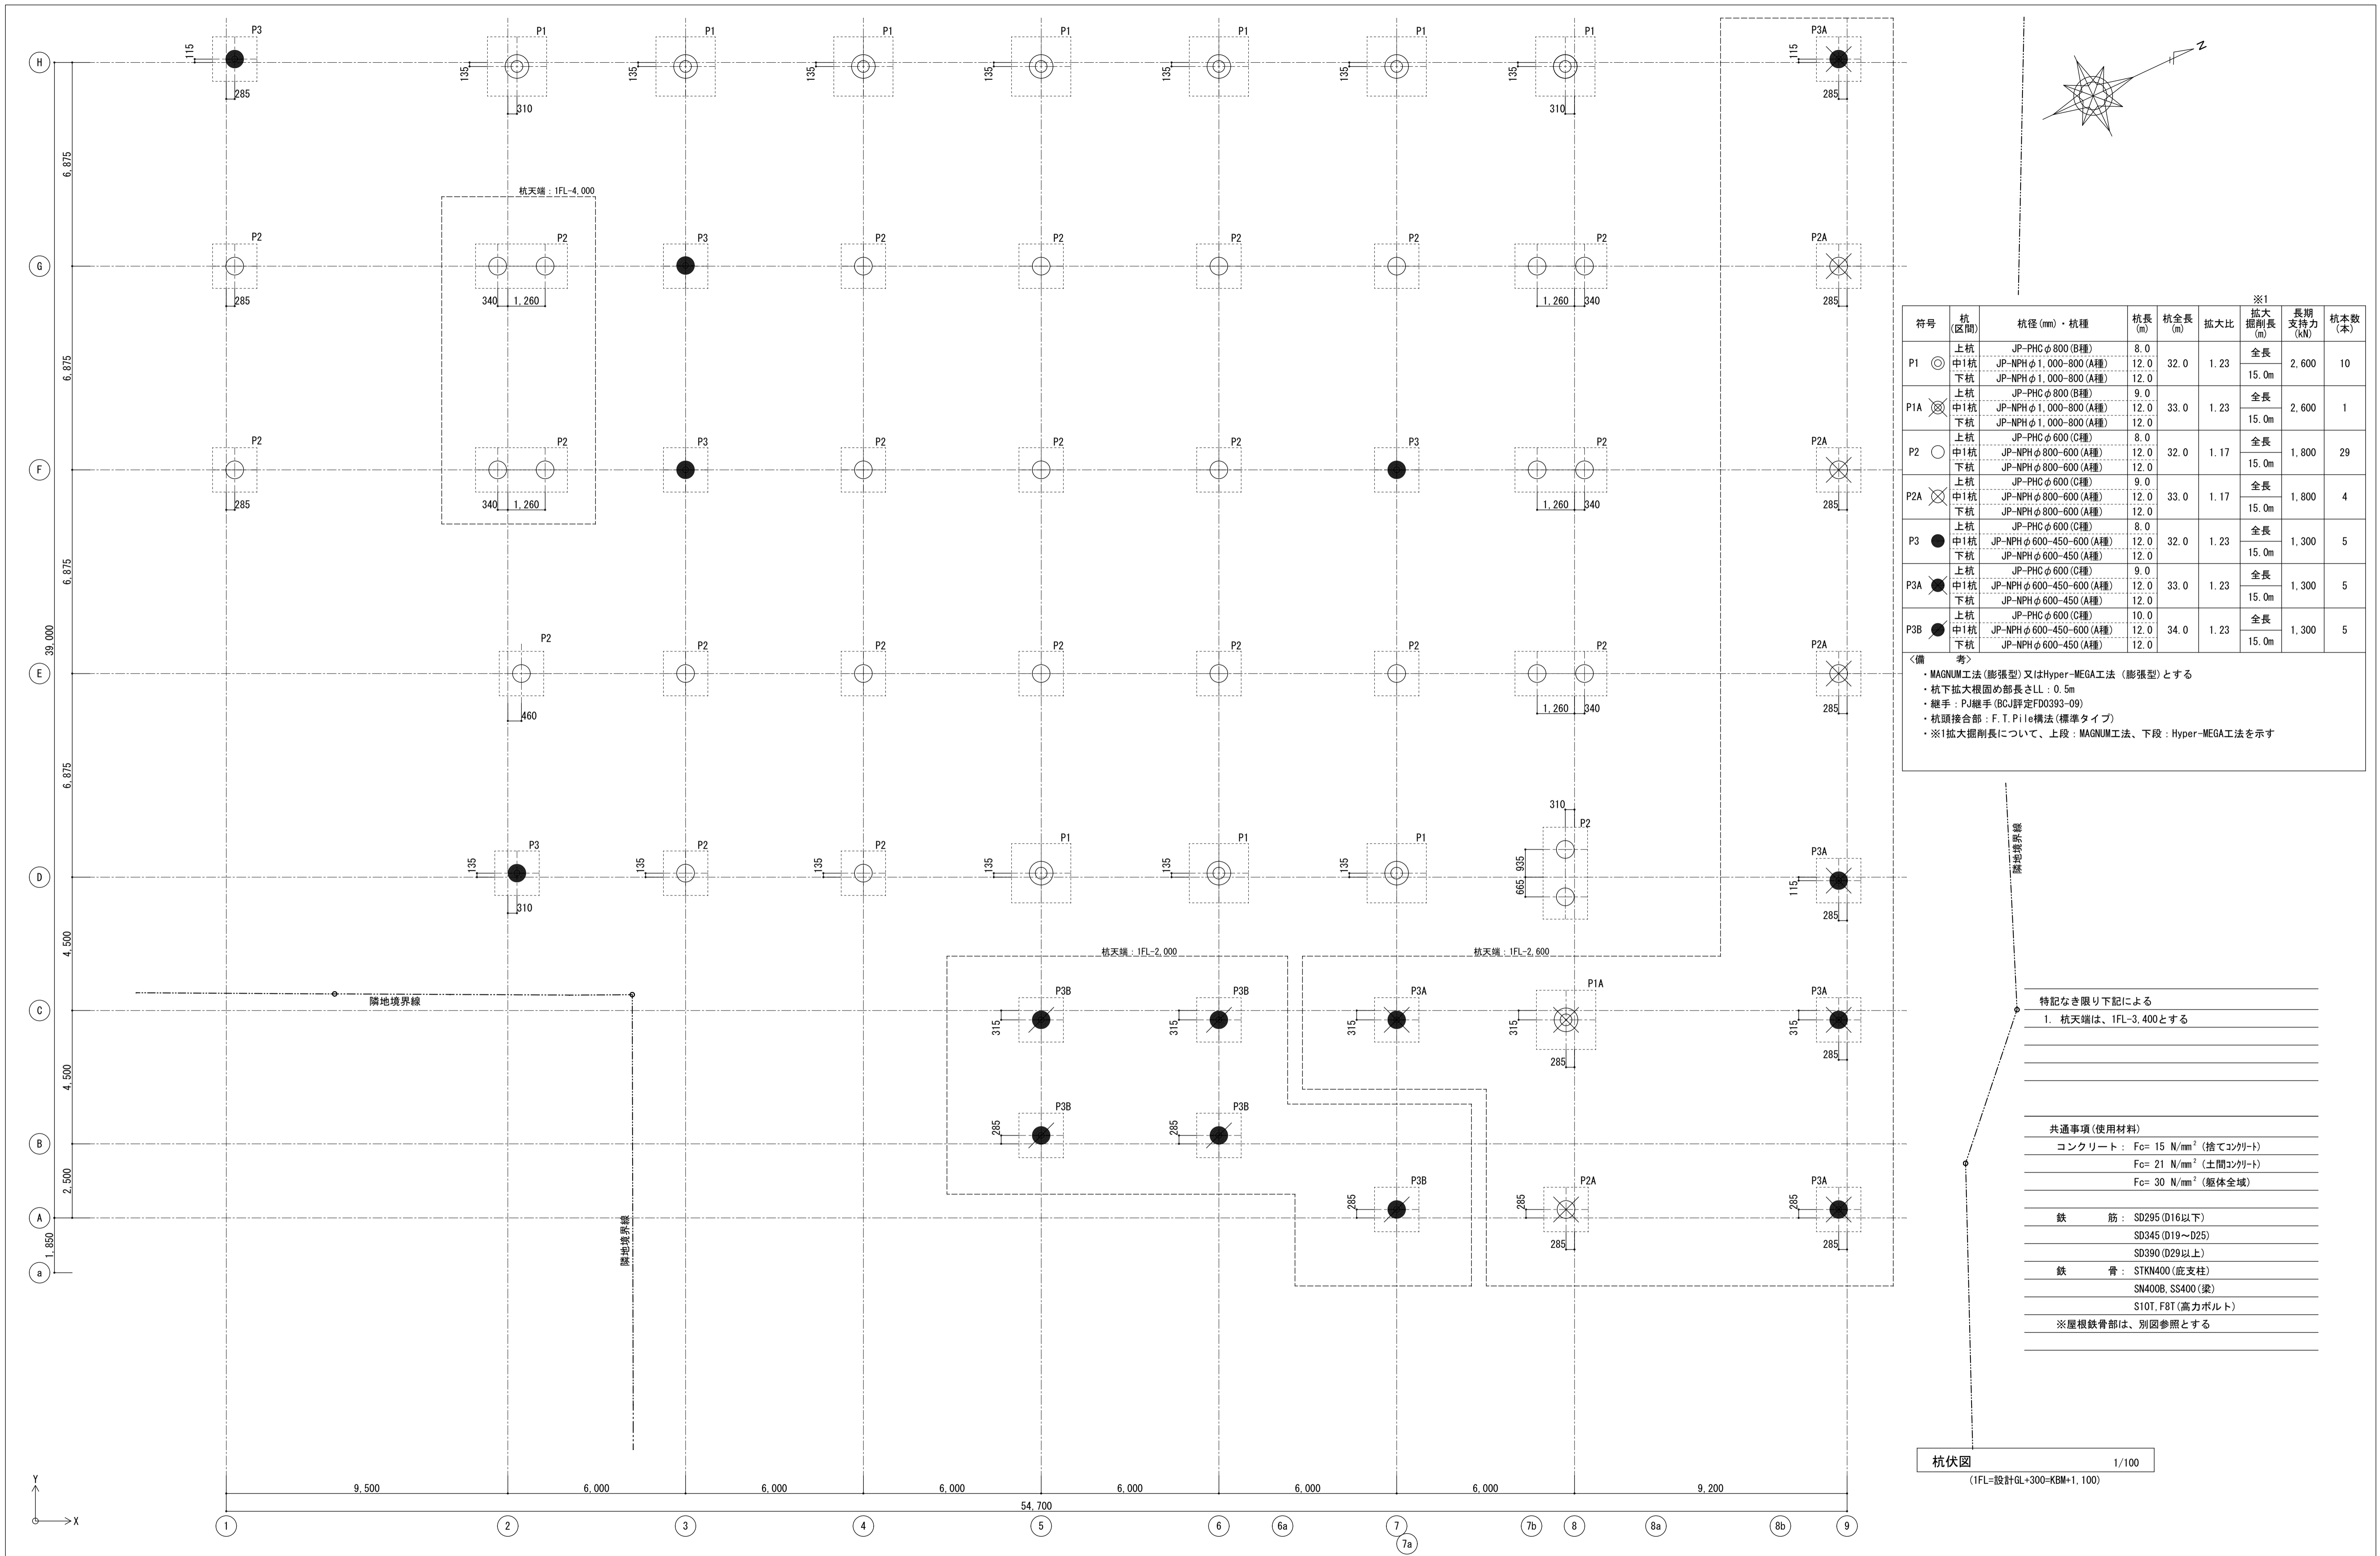 P3 P1 P1 P1 P1 P1 P1 P1 P3A
H
115 135 135 135 135 135 135 135 115
285 310 310 285
6,875
杭天端：1FL-4,000
P2 P2 P3 P2 P2 P2 P2 P2 P2A
G
285 340 1,260 1,260 340 285
6,875
P2 P2 P3 P2 P2 P2 P3 P2 P2A
F
285 340 1,260 1,260 340 285
6,875
39,000
P2 P2 P2 P2 P2 P2 P2 P2A
E
460 1,260 340 285
6,875
310
P3 P2 P2 P1 P1 P1 P2 P3A
D
135 135 135 135 135 135 935 665 115
310 285
4,500
杭天端：1FL-2,000
杭天端：1FL-2,600
隣地境界線
P3B P3B P3A P1A P3A
C
315 315 315 315 315
285 285
4,500
P3B P3B
B
285 285
2,500
隣地境界線
P3B P2A P3A
A
285 285 285
285 285
1,850
a
9,500 6,000 6,000 6,000 6,000 6,000 6,000 9,200
54,700
Y
X
1 2 3 4 5 6 6a 7 7a 7b 8 8a 8b 9
N
※1
符号 杭(区間) 杭径(mm)・杭種 杭長(m) 杭全長(m) 拡大比 拡大掘削長(m) 長期支持力(kN) 杭本数(本)
上杭 JP-PHCφ800(B種) 8.0 全長
P1 中1杭 JP-NPHφ1,000-800(A種) 12.0 32.0 1.23 2,600 10
下杭 JP-NPHφ1,000-800(A種) 12.0 15.0m
上杭 JP-PHCφ800(B種) 9.0 全長
P1A 中1杭 JP-NPHφ1,000-800(A種) 12.0 33.0 1.23 2,600 1
下杭 JP-NPHφ1,000-800(A種) 12.0 15.0m
上杭 JP-PHCφ600(C種) 8.0 全長
P2 中1杭 JP-NPHφ800-600(A種) 12.0 32.0 1.17 1,800 29
下杭 JP-NPHφ800-600(A種) 12.0 15.0m
上杭 JP-PHCφ600(C種) 9.0 全長
P2A 中1杭 JP-NPHφ800-600(A種) 12.0 33.0 1.17 1,800 4
下杭 JP-NPHφ800-600(A種) 12.0 15.0m
上杭 JP-PHCφ600(C種) 8.0 全長
P3 中1杭 JP-NPHφ600-450-600(A種) 12.0 32.0 1.23 1,300 5
下杭 JP-NPHφ600-450(A種) 12.0 15.0m
上杭 JP-PHCφ600(C種) 9.0 全長
P3A 中1杭 JP-NPHφ600-450-600(A種) 12.0 33.0 1.23 1,300 5
下杭 JP-NPHφ600-450(A種) 12.0 15.0m
上杭 JP-PHCφ600(C種) 10.0 全長
P3B 中1杭 JP-NPHφ600-450-600(A種) 12.0 34.0 1.23 1,300 5
下杭 JP-NPHφ600-450(A種) 12.0 15.0m
<備　考>
・MAGNUM工法(膨張型)又はHyper-MEGA工法（膨張型)とする
・杭下拡大根固め部長さLL：0.5m
・継手：PJ継手(BCJ評定FD0393-09)
・杭頭接合部：F.T.Pile構法(標準タイプ)
・※1拡大掘削長について、上段：MAGNUM工法、下段：Hyper-MEGA工法を示す
隣地境界線
特記なき限り下記による
1. 杭天端は、1FL-3,400とする
共通事項(使用材料)
コンクリート： Fc= 15 N/mm² (捨てｺﾝｸﾘｰﾄ)
Fc= 21 N/mm² (土間ｺﾝｸﾘｰﾄ)
Fc= 30 N/mm² (躯体全域)
鉄　筋： SD295(D16以下)
SD345(D19～D25)
SD390(D29以上)
鉄　骨： STKN400(庇支柱)
SN400B,SS400(梁)
S10T,F8T(高力ボルト)
※屋根鉄骨部は、別図参照とする
杭伏図 1/100
(1FL=設計GL+300=KBM+1,100)